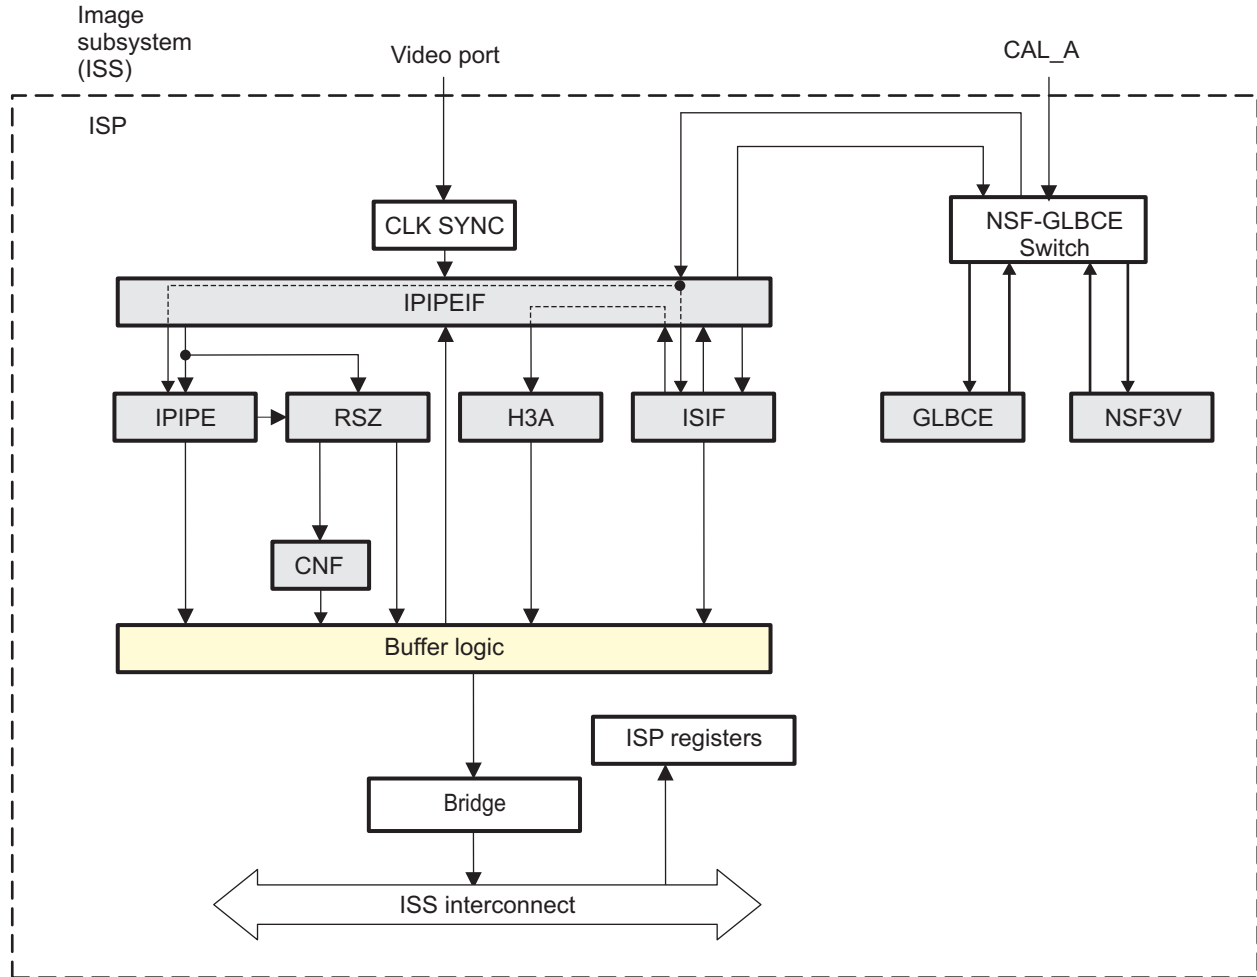 Image
subsystem
(ISS)
Video port
CAL_A
ISP
CLK SYNC
NSF-GLBCE
Switch
IPIPEIF
IPIPE
RSZ
H3A
ISIF
GLBCE
NSF3V
CNF
Buffer logic
ISP registers
Bridge
ISS interconnect